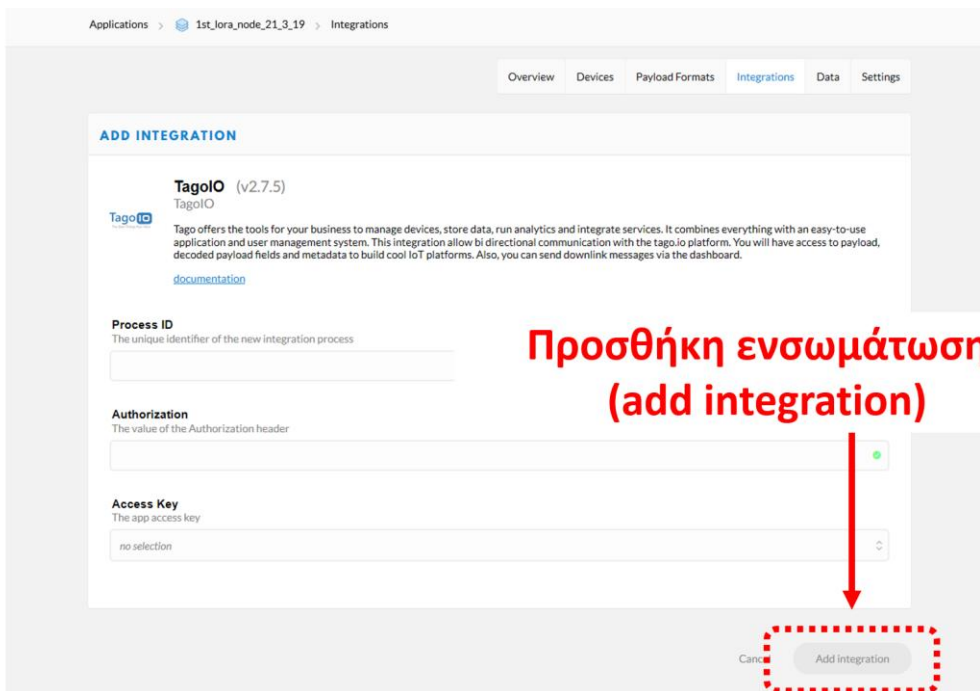 Applications > 1st_lora_node_21_3_19 > Integrations
Overview Devices Payload Formats Integrations Data Settings
ADD INTEGRATION
TagoIO (v2.7.5)
TagoIO
Tago IO
Tago offers the tools for your business to manage devices, store data, run analytics and integrate services. It combines everything with an easy-to-use
application and user management system. This integration allow bi directional communication with the tago.io platform. You will have access to payload,
decoded payload fields and metadata to build cool IoT platforms. Also, you can send downlink messages via the dashboard.
documentation
Process ID
The unique identifier of the new integration process
Προσθήκη ενσωμάτωση
(add integration)
Authorization
The value of the Authorization header
Access Key
The app access key
no selection
Cancel Add integration